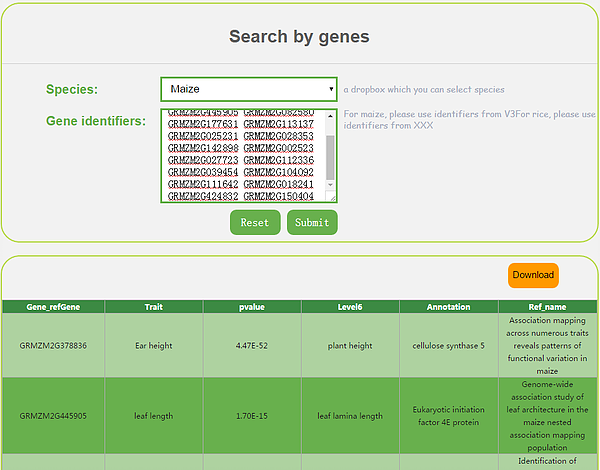 Search by genes
Species:
Maize
a dropbox which you can select species
Gene identifiers:
GRMZM2G445905 GRMZM2G082580
GRMZM2G177631 GRMZM2G113137
GRMZM2G025231 GRMZM2G028353
GRMZM2G142898 GRMZM2G002523
GRMZM2G027723 GRMZM2G112336
GRMZM2G039454 GRMZM2G104092
GRMZM2G111642 GRMZM2G018241
GRMZM2G424832 GRMZM2G150404
For maize, please use identifiers from V3For rice, please use
identifiers from XXX
Reset Submit
Download
Gene_refGene Trait pvalue Level6 Annotation Ref_name
GRMZM2G378836 Ear height 4.47E-52 plant height cellulose synthase 5
Association mapping
across numerous traits
reveals patterns of
functional variation in
maize
GRMZM2G445905 leaf length 1.70E-15 leaf lamina length
Eukaryotic initiation
factor 4E protein
Genome-wide
association study of
leaf architecture in the
maize nested
association mapping
population
Identification of